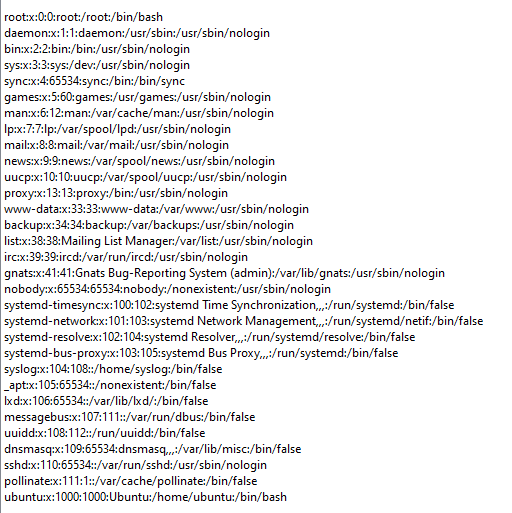 root:x:0:0:root:/root:/bin/bash
daemon:x:1:1:daemon:/usr/sbin:/usr/sbin/nologin
bin:x:2:2:bin:/bin:/usr/sbin/nologin
sys:x:3:3:sys:/dev:/usr/sbin/nologin
sync:x:4:65534:sync:/bin:/bin/sync
games:x:5:60:games:/usr/games:/usr/sbin/nologin
man:x:6:12:man:/var/cache/man:/usr/sbin/nologin
lp:x:7:7:lp:/var/spool/lpd:/usr/sbin/nologin
mail:x:8:8:mail:/var/mail:/usr/sbin/nologin
news:x:9:9:news:/var/spool/news:/usr/sbin/nologin
uucp:x:10:10:uucp:/var/spool/uucp:/usr/sbin/nologin
proxy:x:13:13:proxy:/bin:/usr/sbin/nologin
www-data:x:33:33:www-data:/var/www:/usr/sbin/nologin
backup:x:34:34:backup:/var/backups:/usr/sbin/nologin
list:x:38:38:Mailing List Manager:/var/list:/usr/sbin/nologin
irc:x:39:39:ircd:/var/run/ircd:/usr/sbin/nologin
gnats:x:41:41:Gnats Bug-Reporting System (admin):/var/lib/gnats:/usr/sbin/nologin
nobody:x:65534:65534:nobody:/nonexistent:/usr/sbin/nologin
systemd-timesync:x:100:102:systemd Time Synchronization,,,:/run/systemd:/bin/false
systemd-network:x:101:103:systemd Network Management,,,:/run/systemd/netif:/bin/false
systemd-resolve:x:102:104:systemd Resolver,,,:/run/systemd/resolve:/bin/false
systemd-bus-proxy:x:103:105:systemd Bus Proxy,,,:/run/systemd:/bin/false
syslog:x:104:108::/home/syslog:/bin/false
_apt:x:105:65534::/nonexistent:/bin/false
lxd:x:106:65534::/var/lib/lxd/:/bin/false
messagebus:x:107:111::/var/run/dbus:/bin/false
uuidd:x:108:112::/run/uuidd:/bin/false
dnsmasq:x:109:65534:dnsmasq,,,:/var/lib/misc:/bin/false
sshd:x:110:65534::/var/run/sshd:/usr/sbin/nologin
pollinate:x:111:1::/var/cache/pollinate:/bin/false
ubuntu:x:1000:1000:Ubuntu:/home/ubuntu:/bin/bash